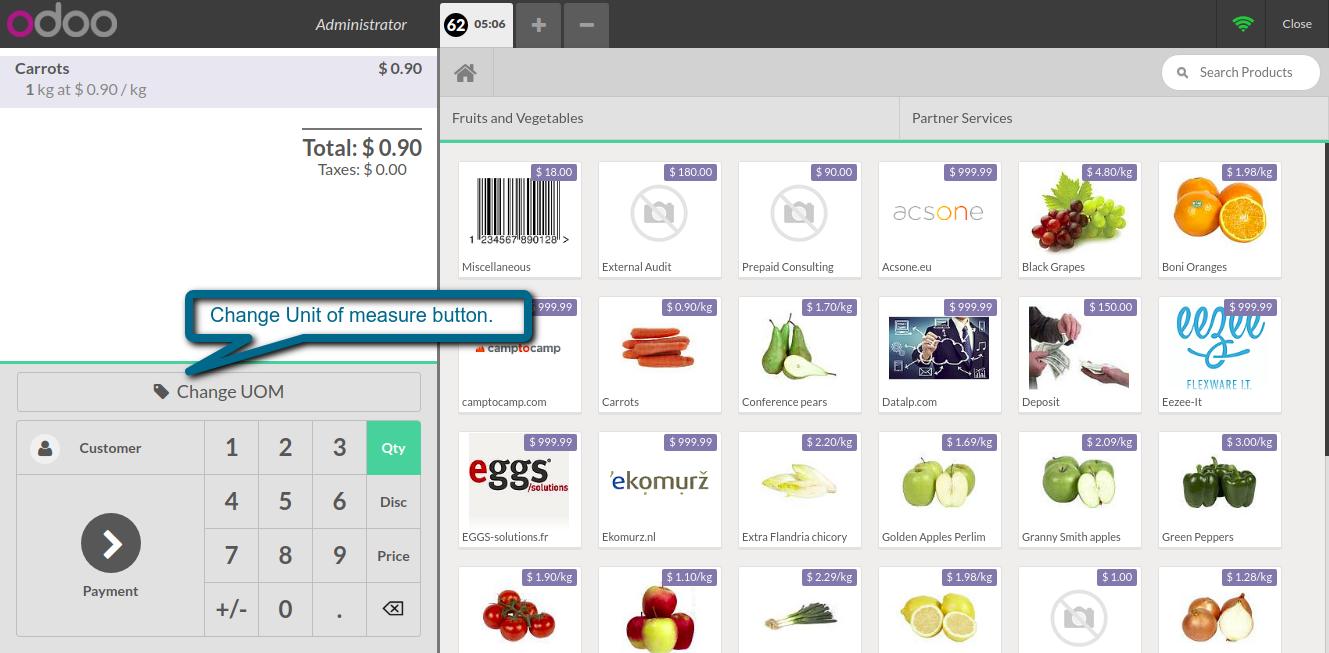 odoo
Administrator
62 05:06
+
−
Close
Carrots $ 0.90
1 kg at $ 0.90 / kg
Total: $ 0.90
Taxes: $ 0.00
Search Products
Fruits and Vegetables
Partner Services
$ 18.00
1 234567 890128 >
Miscellaneous
$ 180.00
External Audit
$ 90.00
Prepaid Consulting
$ 999.99
acsone
Acsone.eu
$ 4.80/kg
Black Grapes
$ 1.98/kg
Boni Oranges
Change Unit of measure button.
999.99
camptocamp
camptocamp.com
$ 0.90/kg
Carrots
$ 1.70/kg
Conference pears
$ 999.99
Datalp.com
$ 150.00
Deposit
$ 999.99
eezee
FLEXWARE I.T.
Eezee-It
Change UOM
Customer
1 2 3 Qty
4 5 6 Disc
7 8 9 Price
+/- 0 .
Payment
$ 999.99
eggs
/solutions
EGGS-solutions.fr
$ 999.99
'ekomurž
Ekomurz.nl
$ 2.20/kg
Extra Flandria chicory
$ 1.69/kg
Golden Apples Perlim
$ 2.09/kg
Granny Smith apples
$ 3.00/kg
Green Peppers
$ 1.90/kg
$ 1.10/kg
$ 2.29/kg
$ 1.98/kg
$ 1.00
$ 1.28/kg